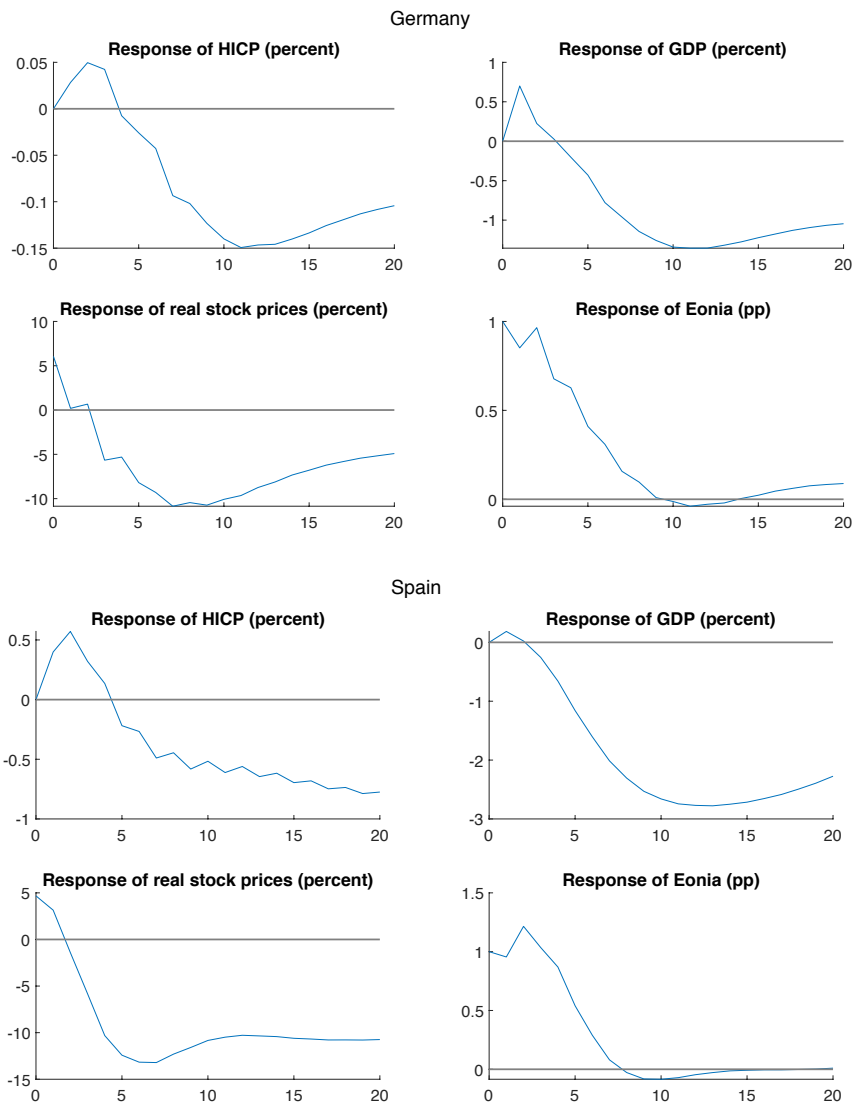 Germany
Response of HICP (percent)
0.05
0
-0.05
-0.1
-0.15
0 5 10 15 20
Response of GDP (percent)
1
0.5
0
-0.5
-1
0 5 10 15 20
Response of real stock prices (percent)
10
5
0
-5
-10
0 5 10 15 20
Response of Eonia (pp)
1
0.5
0
0 5 10 15 20
Spain
Response of HICP (percent)
0.5
0
-0.5
-1
0 5 10 15 20
Response of GDP (percent)
0
-1
-2
-3
0 5 10 15 20
Response of real stock prices (percent)
5
0
-5
-10
-15
0 5 10 15 20
Response of Eonia (pp)
1.5
1
0.5
0
0 5 10 15 20